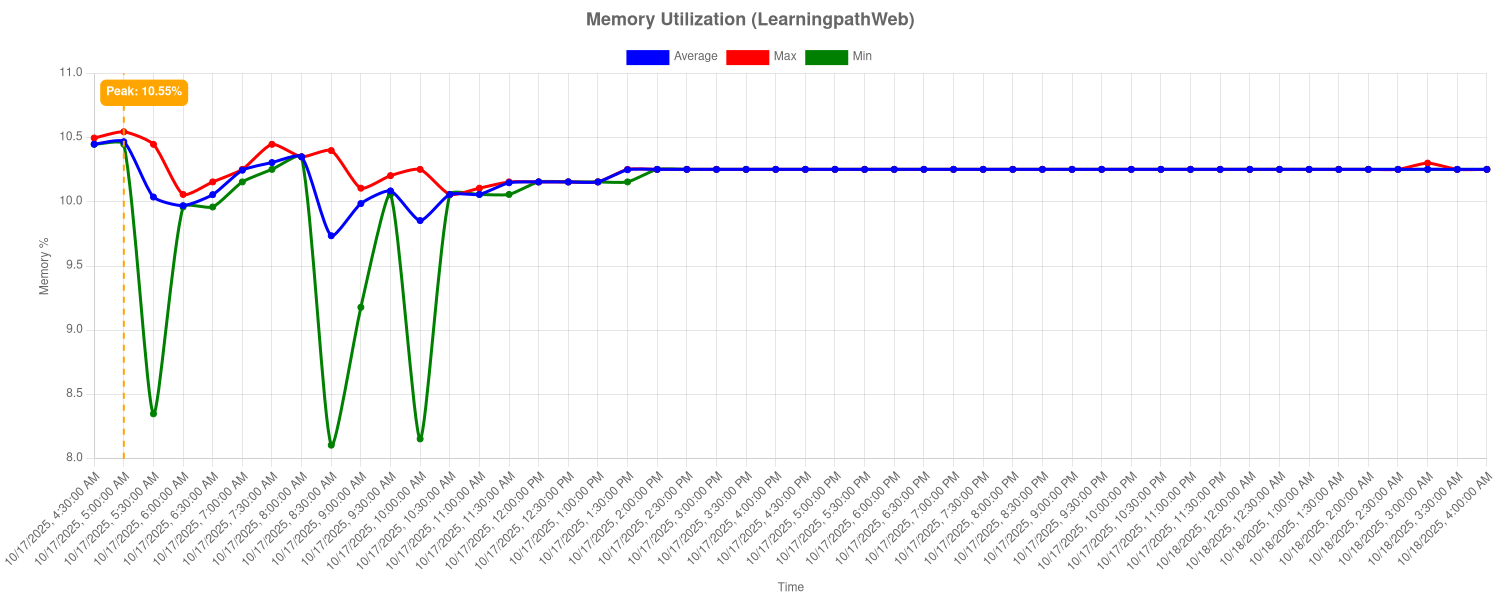 Memory Utilization (LearningpathWeb)
Average Max Min
11.0
Peak: 10.55%
10.5
10.0
9.5
Memory %
9.0
8.5
8.0
10/17/2025, 4:30:00 AM
10/17/2025, 5:00:00 AM
10/17/2025, 5:30:00 AM
10/17/2025, 6:00:00 AM
10/17/2025, 6:30:00 AM
10/17/2025, 7:00:00 AM
10/17/2025, 7:30:00 AM
10/17/2025, 8:00:00 AM
10/17/2025, 8:30:00 AM
10/17/2025, 9:00:00 AM
10/17/2025, 9:30:00 AM
10/17/2025, 10:00:00 AM
10/17/2025, 10:30:00 AM
10/17/2025, 11:00:00 AM
10/17/2025, 11:30:00 AM
10/17/2025, 12:00:00 PM
10/17/2025, 12:30:00 PM
10/17/2025, 1:00:00 PM
10/17/2025, 1:30:00 PM
10/17/2025, 2:00:00 PM
10/17/2025, 2:30:00 PM
10/17/2025, 3:00:00 PM
10/17/2025, 3:30:00 PM
10/17/2025, 4:00:00 PM
10/17/2025, 4:30:00 PM
10/17/2025, 5:00:00 PM
10/17/2025, 5:30:00 PM
10/17/2025, 6:00:00 PM
10/17/2025, 6:30:00 PM
10/17/2025, 7:00:00 PM
10/17/2025, 7:30:00 PM
10/17/2025, 8:00:00 PM
10/17/2025, 8:30:00 PM
10/17/2025, 9:00:00 PM
10/17/2025, 9:30:00 PM
10/17/2025, 10:00:00 PM
10/17/2025, 10:30:00 PM
10/17/2025, 11:00:00 PM
10/17/2025, 11:30:00 PM
10/18/2025, 12:00:00 AM
10/18/2025, 12:30:00 AM
10/18/2025, 1:00:00 AM
10/18/2025, 1:30:00 AM
10/18/2025, 2:00:00 AM
10/18/2025, 2:30:00 AM
10/18/2025, 3:00:00 AM
10/18/2025, 3:30:00 AM
10/18/2025, 4:00:00 AM
Time